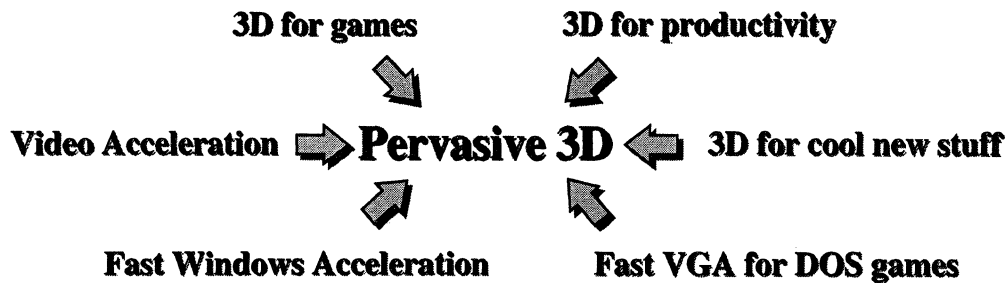 3D for games
3D for productivity
Video Acceleration
Pervasive 3D
3D for cool new stuff
Fast Windows Acceleration
Fast VGA for DOS games